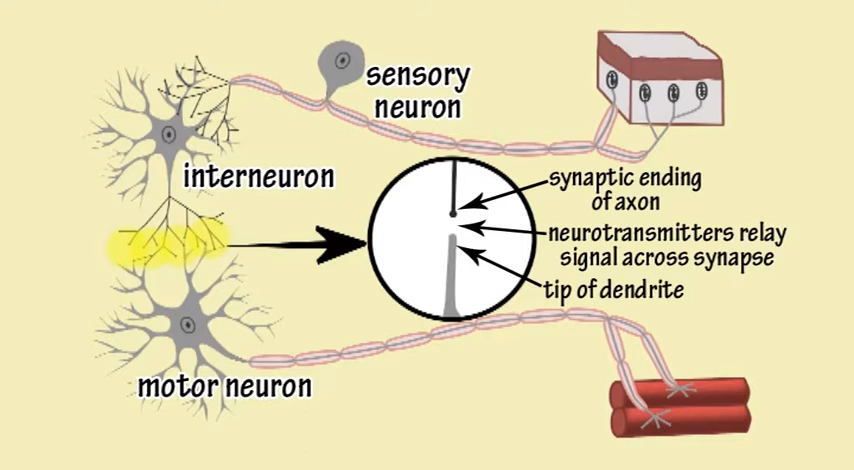 sensory
neuron
interneuron
synaptic ending
of axon
neurotransmitters relay
signal across synapse
tip of dendrite
motor neuron